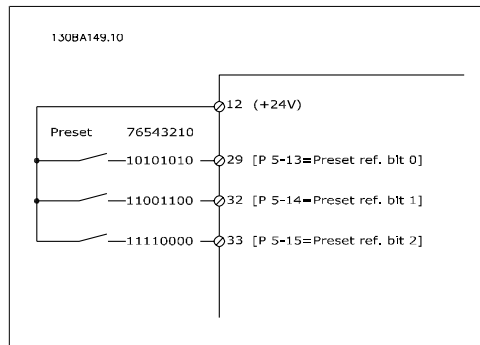 130BA149.10
12 (+24V)
Preset 76543210
10101010 29 [P 5-13=Preset ref. bit 0]
11001100 32 [P 5-14=Preset ref. bit 1]
11110000 33 [P 5-15=Preset ref. bit 2]